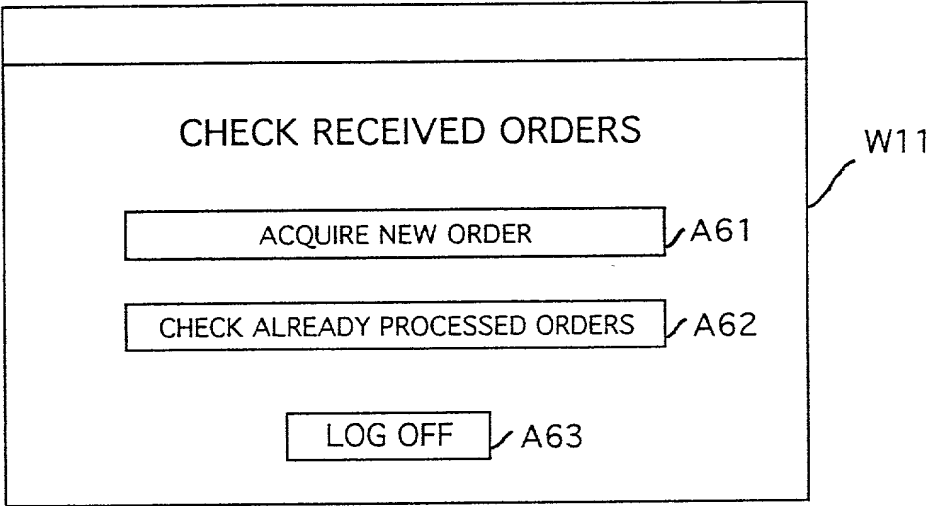 CHECK RECEIVED ORDERS
W11
ACQUIRE NEW ORDER
A61
CHECK ALREADY PROCESSED ORDERS
A62
LOG OFF
A63